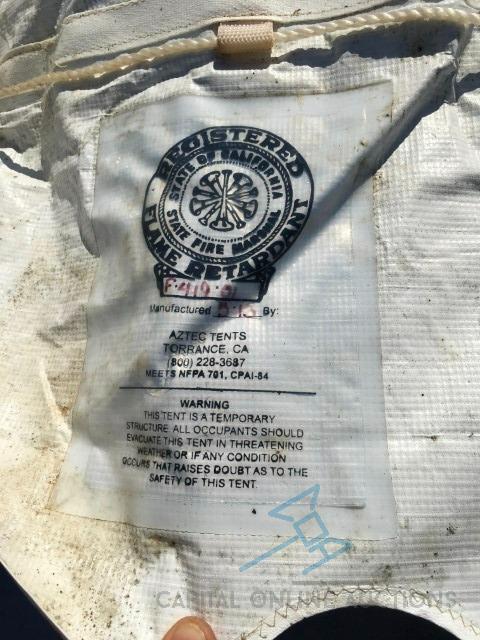 REGISTERED
STATE OF CALIFORNIA
STATE FIRE MARSHAL
FLAME RETARDANT
F-419.01
Manufactured By:
AZTEC TENTS
TORRANCE, CA
(800) 228-3687
MEETS NFPA 701, CPAI-84
WARNING
THIS TENT IS A TEMPORARY
STRUCTURE. ALL OCCUPANTS SHOULD
EVACUATE THIS TENT IN THREATENING
WEATHER OR IF ANY CONDITION
OCCURS THAT RAISES DOUBT AS TO THE
SAFETY OF THIS TENT.
CAPITAL ONLINE AUCTIONS